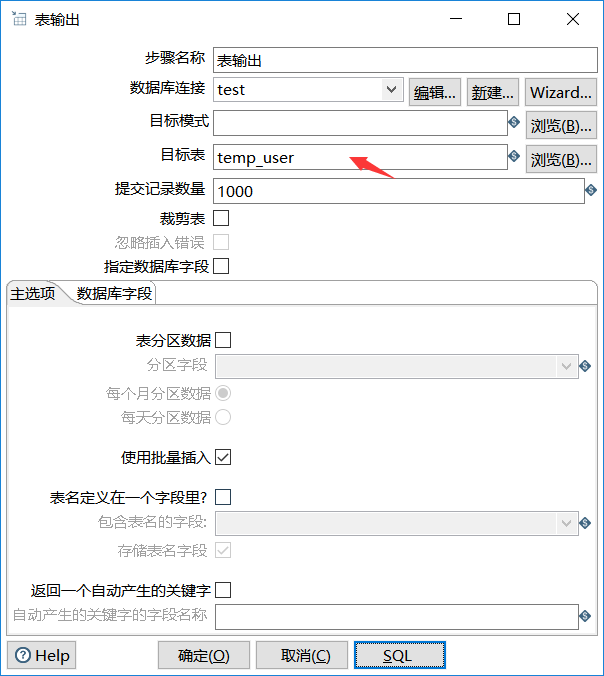 表输出
步骤名称 表输出
数据库连接 test 编辑... 新建... Wizard...
目标模式 浏览(B)...
目标表 temp_user 浏览(B)...
提交记录数量 1000
裁剪表
忽略插入错误
指定数据库字段
主选项 数据库字段
表分区数据
分区字段
每个月分区数据
每天分区数据
使用批量插入
表名定义在一个字段里?
包含表名的字段:
存储表名字段
返回一个自动产生的关键字
自动产生的关键字的字段名称
Help 确定(O) 取消(C) SQL